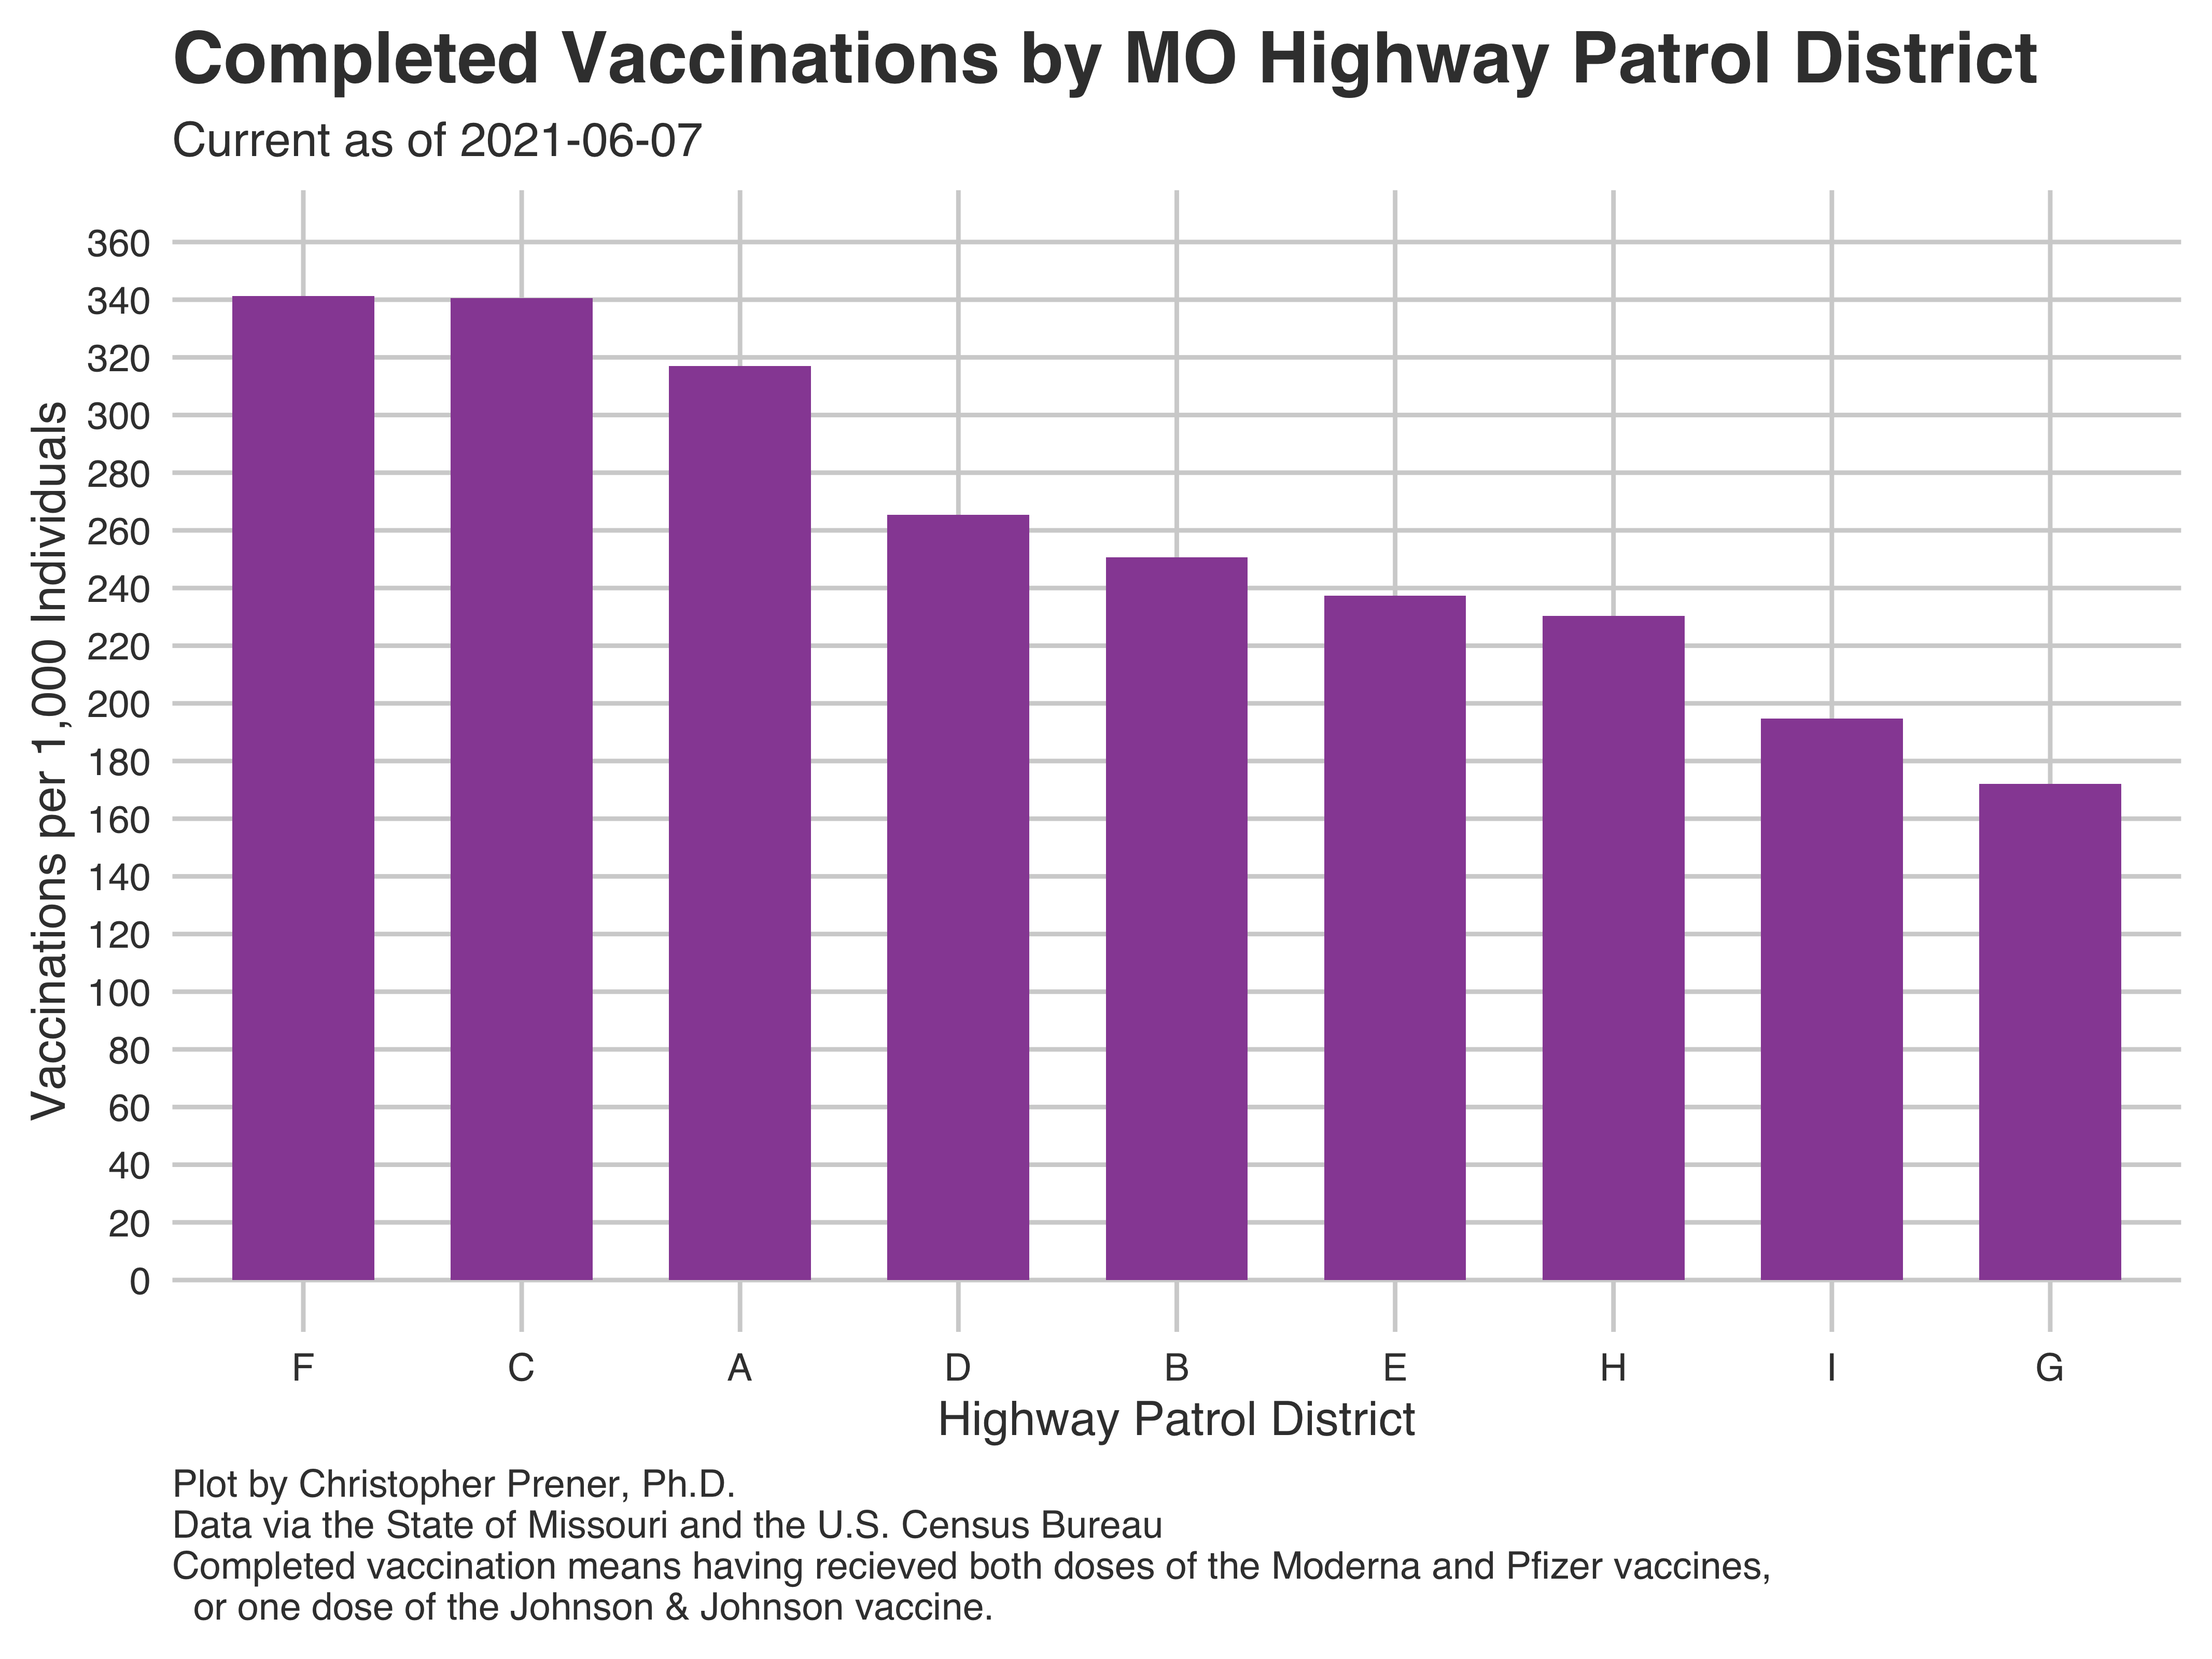 Completed Vaccinations by MO Highway Patrol District
Current as of 2021-06-07
Vaccinations per 1,000 Individuals
360
340
320
300
280
260
240
220
200
180
160
140
120
100
80
60
40
20
0
F C A D B E H I G
Highway Patrol District
Plot by Christopher Prener, Ph.D.
Data via the State of Missouri and the U.S. Census Bureau
Completed vaccination means having recieved both doses of the Moderna and Pfizer vaccines,
or one dose of the Johnson & Johnson vaccine.